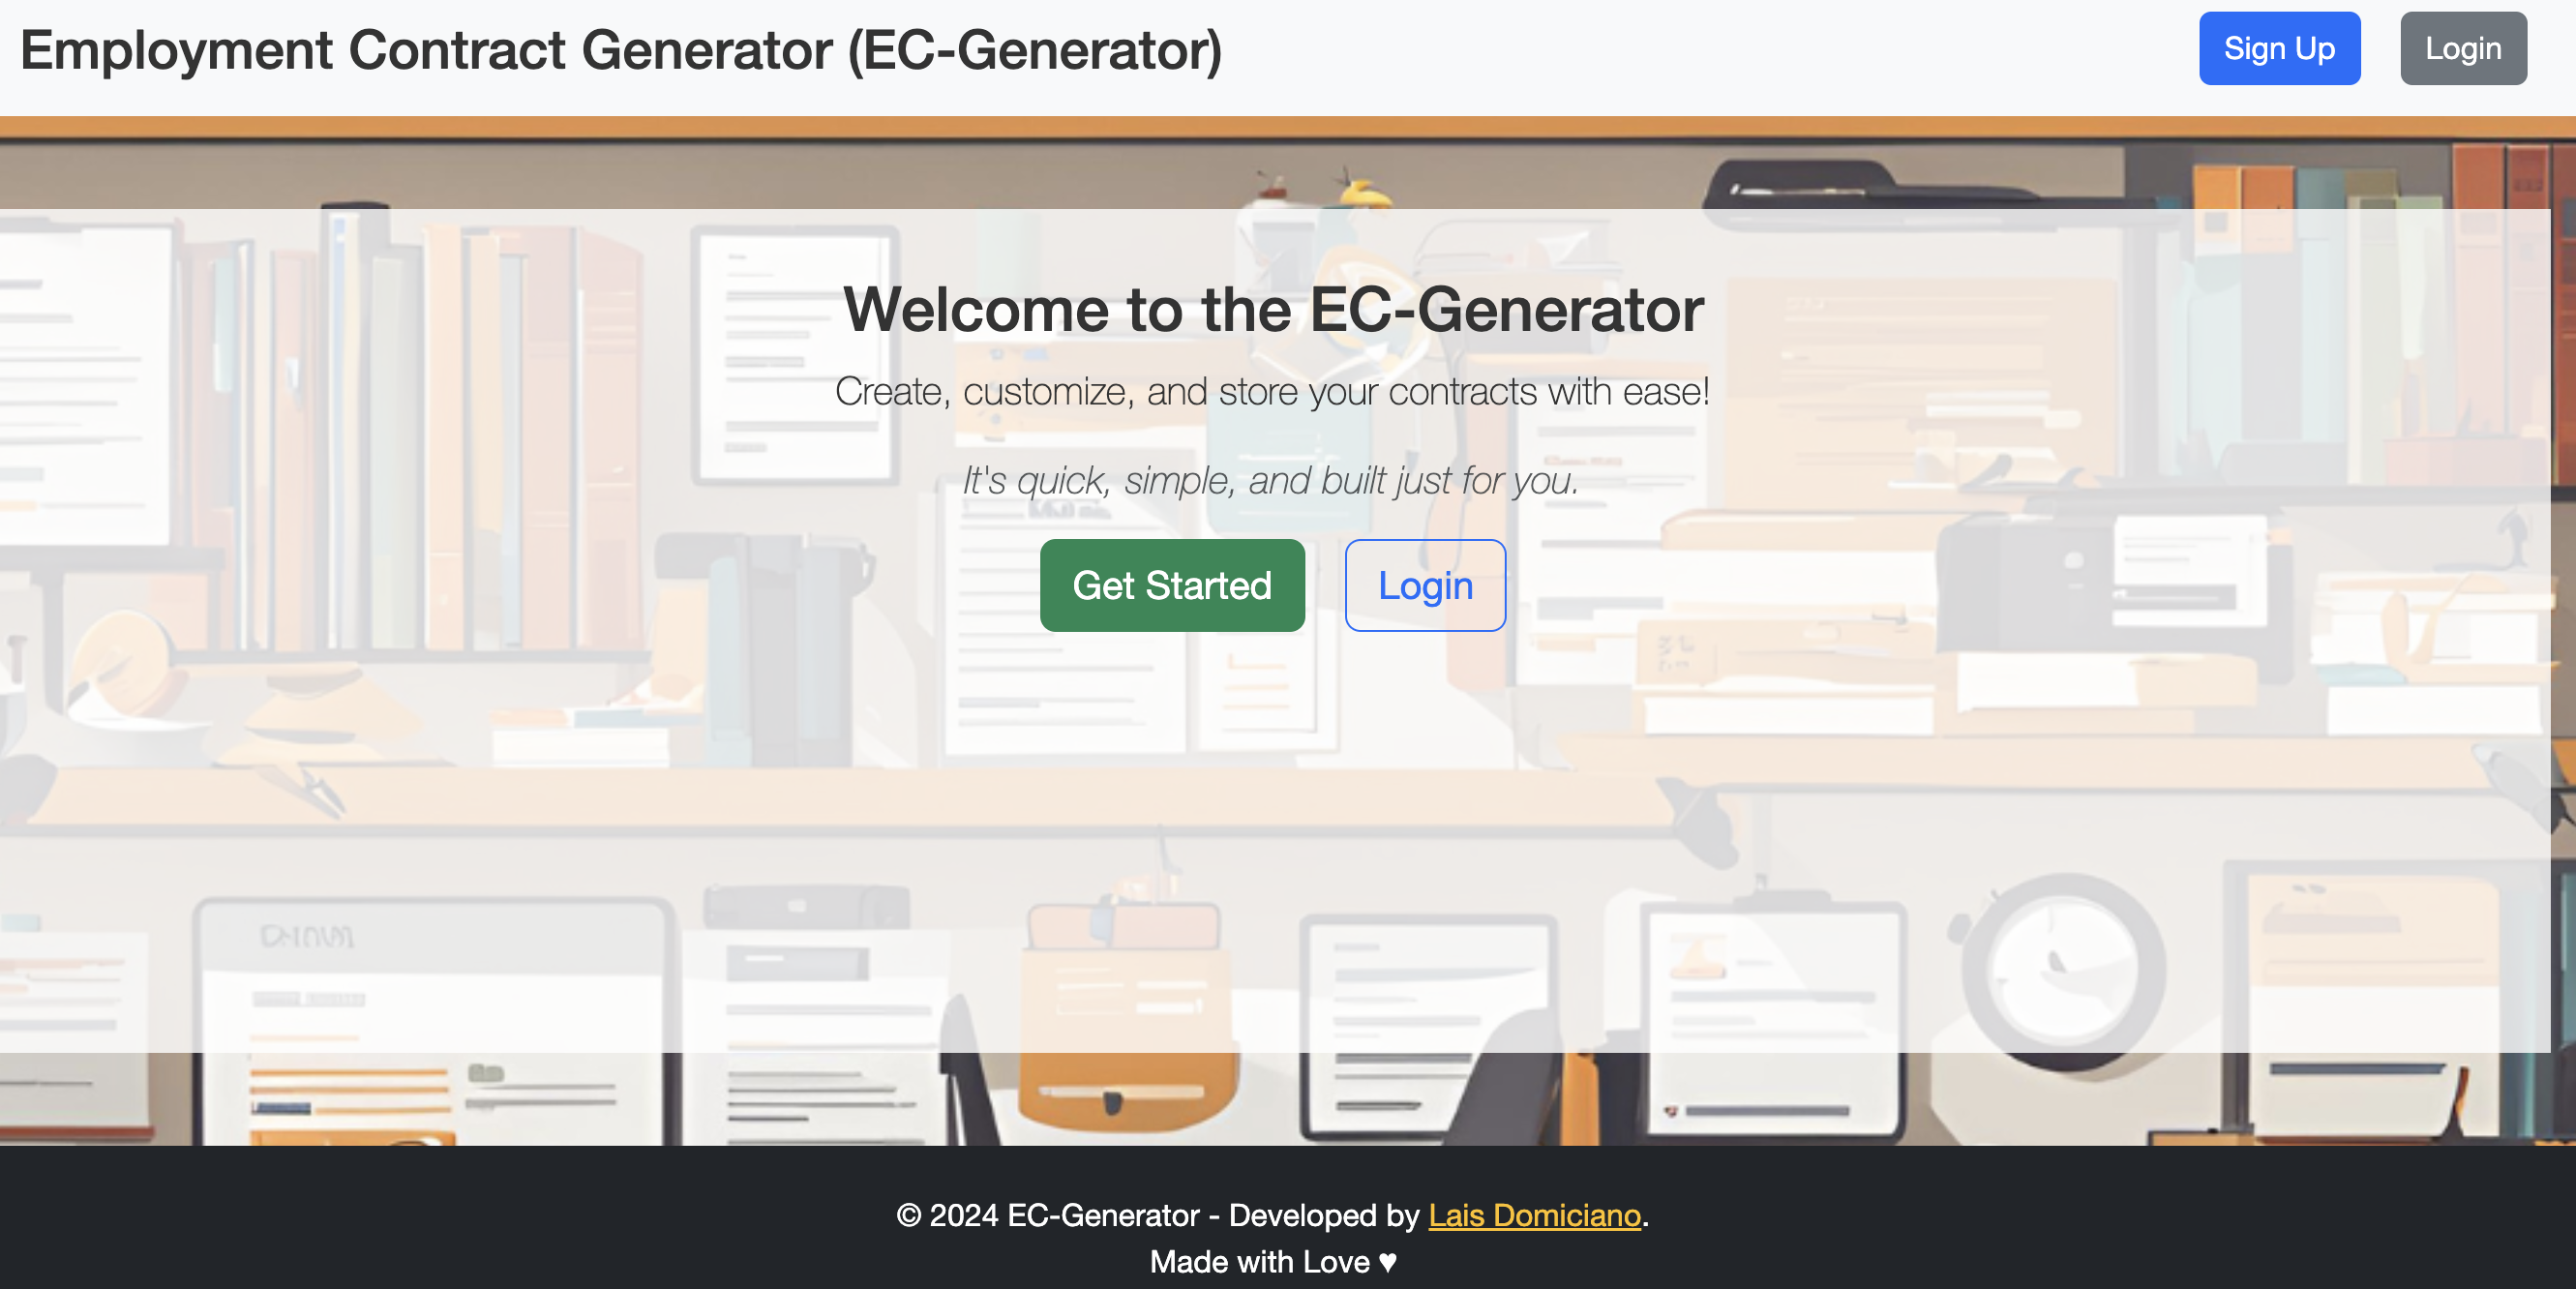 Employment Contract Generator (EC-Generator)
Sign Up
Login
Welcome to the EC-Generator
Create, customize, and store your contracts with ease!
It's quick, simple, and built just for you.
Get Started
Login
© 2024 EC-Generator - Developed by Lais Domiciano.
Made with Love ♥